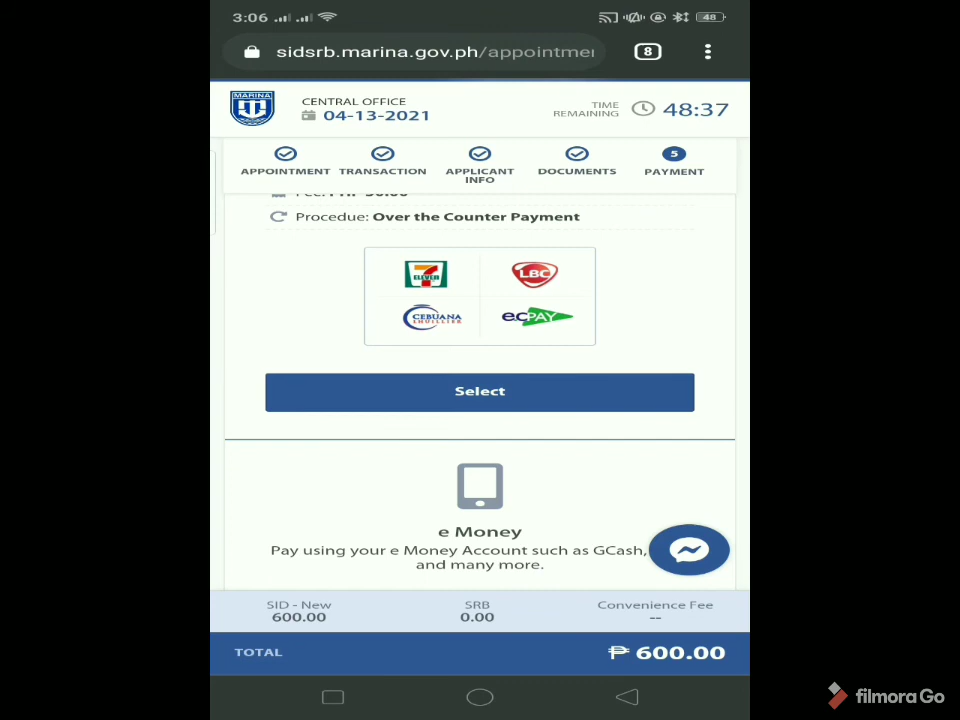 3:06
48
sidsrb.marina.gov.ph/appointmen
8
MARINA
CENTRAL OFFICE
04-13-2021
TIME REMAINING
48:37
APPOINTMENT
TRANSACTION
APPLICANT INFO
DOCUMENTS
5
PAYMENT
Procedue: Over the Counter Payment
7 ELEVEN
LBC
CEBUANA LHUILLIER
ecPAY
Select
e Money
Pay using your e Money Account such as GCash,
and many more.
SID - New
600.00
SRB
0.00
Convenience Fee
--
TOTAL
₱ 600.00
filmoraGo